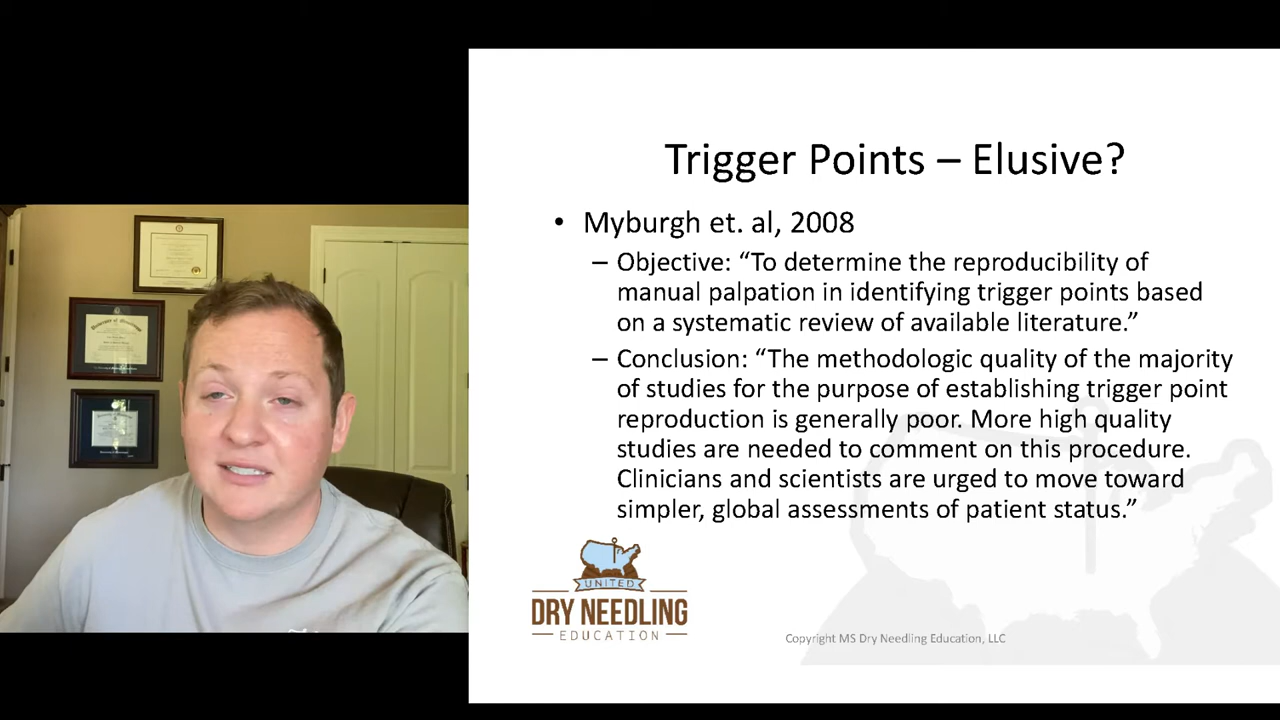 Trigger Points – Elusive?
• Myburgh et. al, 2008
– Objective: “To determine the reproducibility of
manual palpation in identifying trigger points based
on a systematic review of available literature.”
– Conclusion: “The methodologic quality of the majority
of studies for the purpose of establishing trigger point
reproduction is generally poor. More high quality
studies are needed to comment on this procedure.
Clinicians and scientists are urged to move toward
simpler, global assessments of patient status.”
UNITED
DRY NEEDLING
EDUCATION
Copyright MS Dry Needling Education, LLC